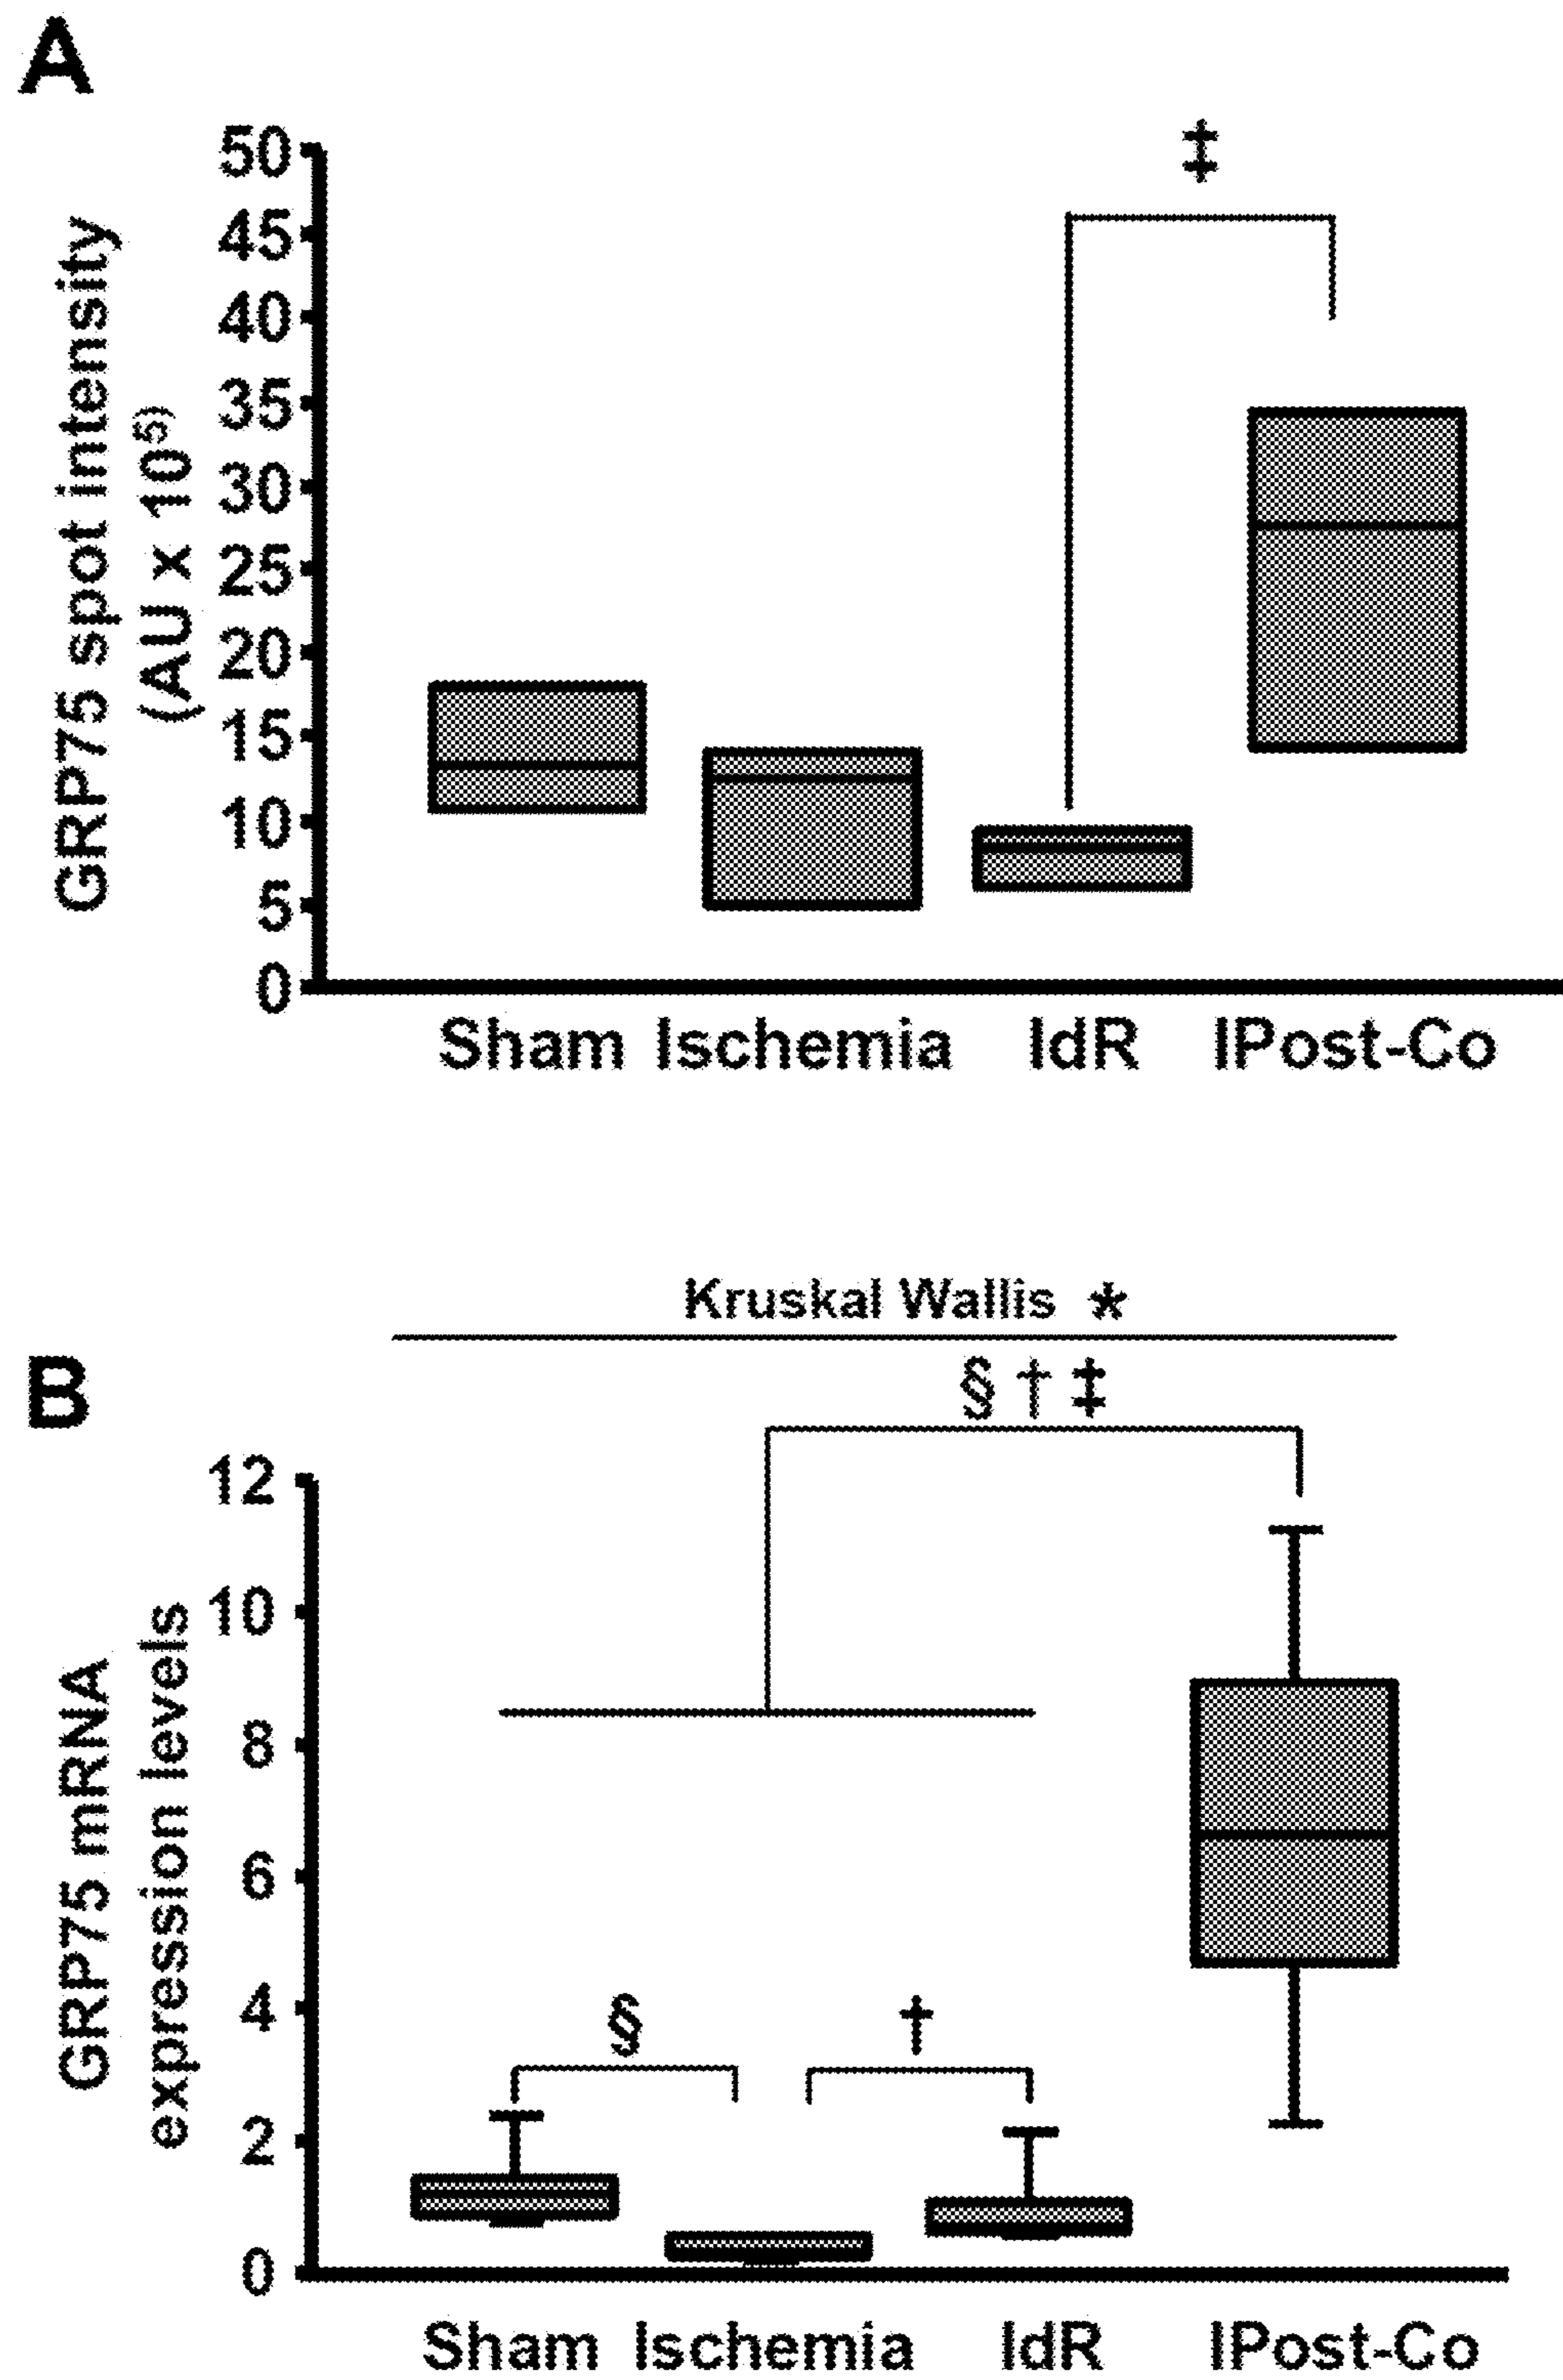 A
50
45
40
35
30
25
20
15
10
5
0
GRP75 spot intensity
(AU x 10⁵)
‡
Sham Ischemia IdR IPost-Co
Kruskal Wallis *
§ † ‡
B
12
10
8
6
4
2
0
GRP75 mRNA
expression levels
§ †
Sham Ischemia IdR IPost-Co